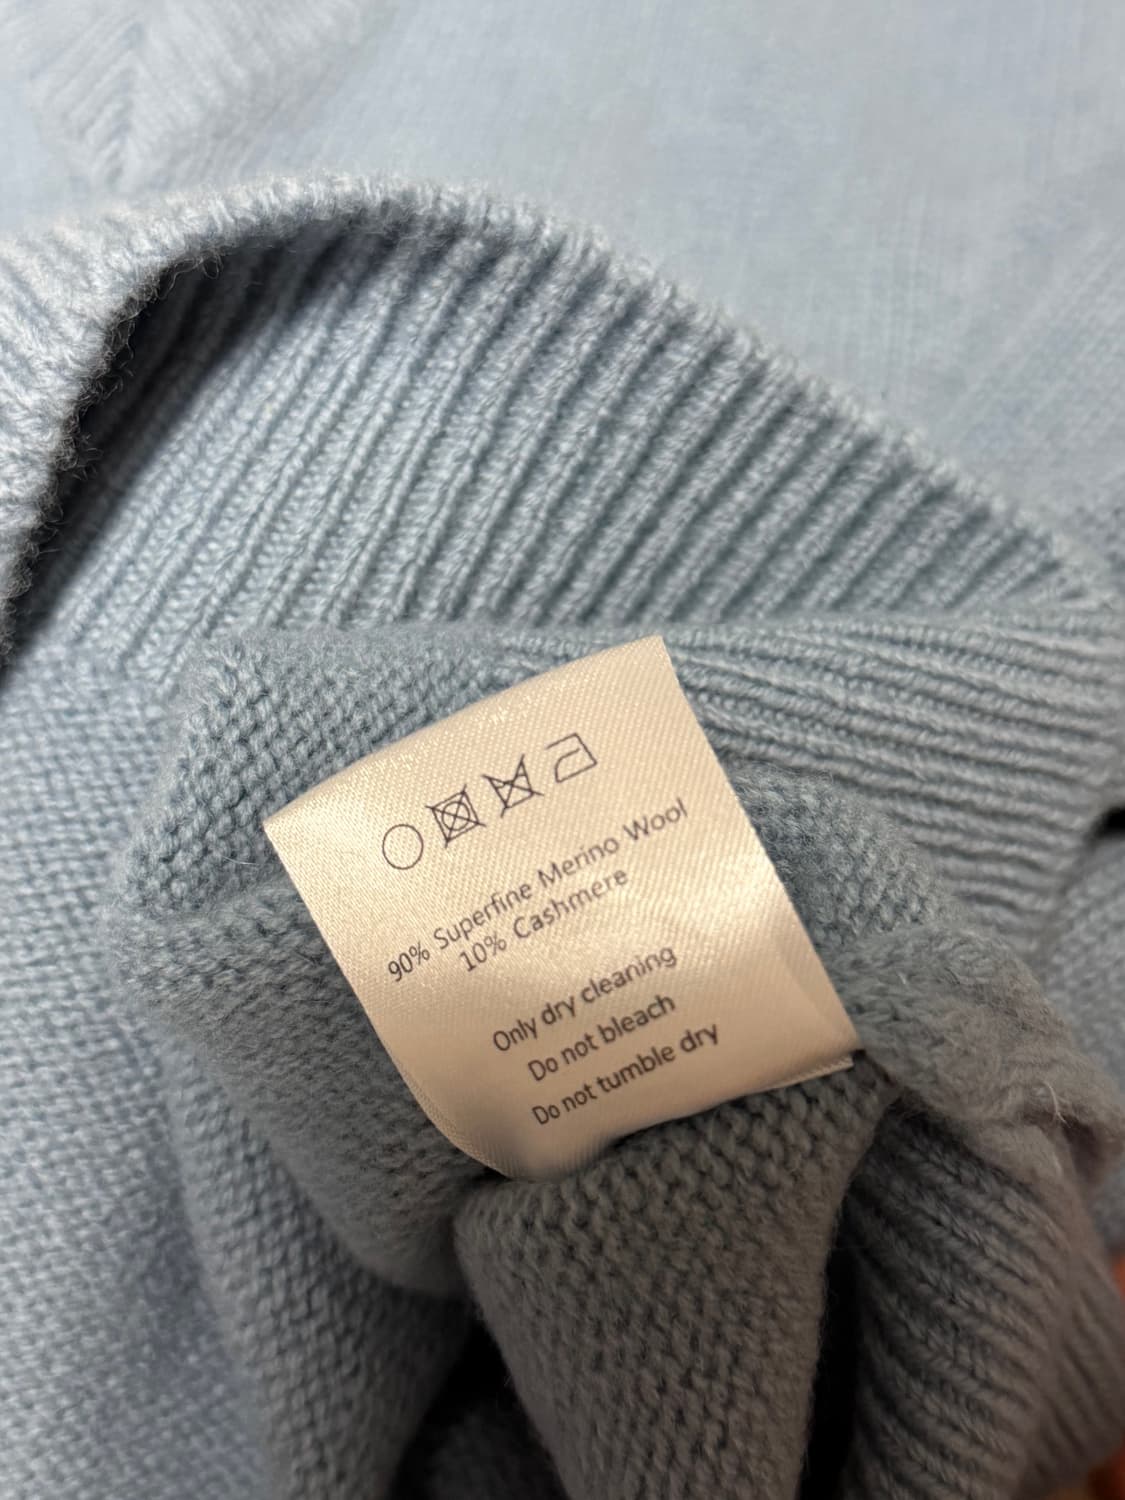 90% Superfine Merino Wool
10% Cashmere
Only dry cleaning
Do not bleach
Do not tumble dry